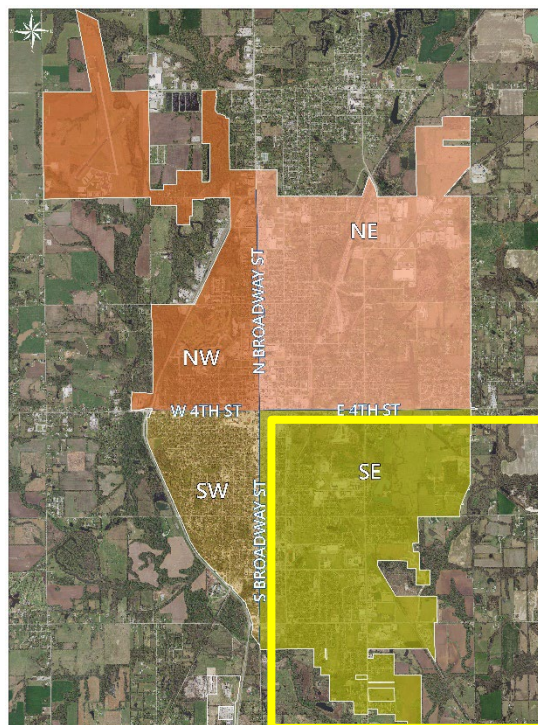 NE
N BROADWAY ST
NW
W 4TH ST
E 4TH ST
SW
SE
S BROADWAY ST